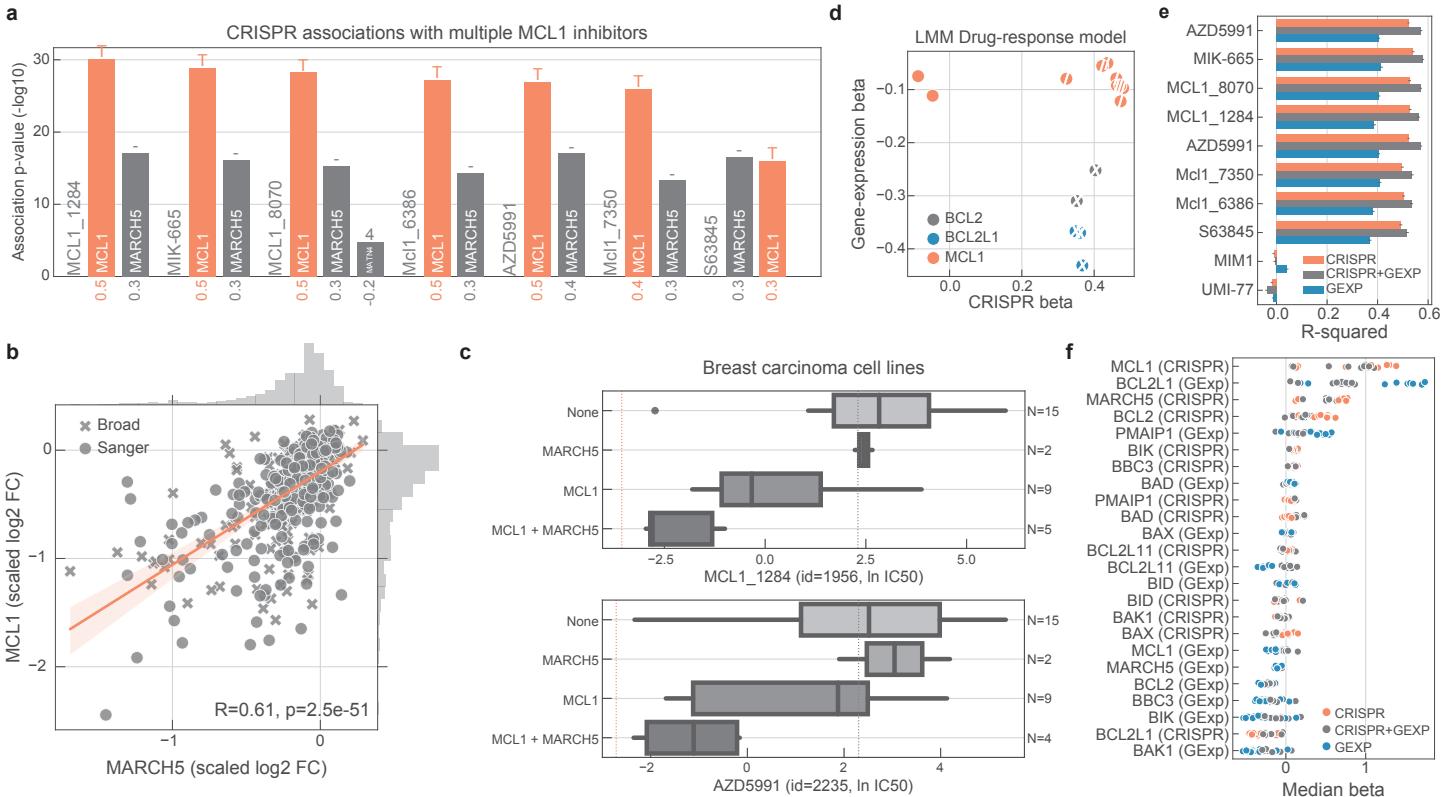 a
CRISPR associations with multiple MCL1 inhibitors
Association p-value (-log10)
30
20
10
0
MCL1_1284
MCL1
0.5
-
MARCH5
0.3
MIK-665
T
MCL1
0.5
-
MARCH5
0.3
MCL1_8070
T
MCL1
0.5
-
MARCH5
0.3
4
NATN4
-0.2
Mcl1_6386
T
MCL1
0.5
-
MARCH5
0.3
AZD5991
T
MCL1
0.5
-
MARCH5
0.4
Mcl1_7350
T
MCL1
0.4
-
MARCH5
0.3
S63845
-
MARCH5
0.3
T
MCL1
0.3
b
MCL1 (scaled log2 FC)
0
−1
−2
Broad
Sanger
R=0.61, p=2.5e-51
−1
0
MARCH5 (scaled log2 FC)
c
Breast carcinoma cell lines
None
MARCH5
MCL1
MCL1 + MARCH5
N=15
N=2
N=9
N=5
−2.5
0.0
2.5
5.0
MCL1_1284 (id=1956, ln IC50)
None
MARCH5
MCL1
MCL1 + MARCH5
N=15
N=2
N=9
N=4
−2
0
2
4
AZD5991 (id=2235, ln IC50)
d
LMM Drug-response model
Gene-expression beta
−0.1
−0.2
−0.3
−0.4
BCL2
BCL2L1
MCL1
0.0
0.2
0.4
CRISPR beta
e
AZD5991
MIK-665
MCL1_8070
MCL1_1284
AZD5991
Mcl1_7350
Mcl1_6386
S63845
MIM1
UMI-77
CRISPR
CRISPR+GEXP
GEXP
0.0
0.2
0.4
0.6
R-squared
f
MCL1 (CRISPR)
BCL2L1 (GExp)
MARCH5 (CRISPR)
BCL2 (CRISPR)
PMAIP1 (GExp)
BIK (CRISPR)
BBC3 (CRISPR)
BAD (GExp)
PMAIP1 (CRISPR)
BAD (CRISPR)
BAX (GExp)
BCL2L11 (CRISPR)
BCL2L11 (GExp)
BID (GExp)
BID (CRISPR)
BAK1 (CRISPR)
BAX (CRISPR)
MCL1 (GExp)
MARCH5 (GExp)
BCL2 (GExp)
BBC3 (GExp)
BIK (GExp)
BCL2L1 (CRISPR)
BAK1 (GExp)
CRISPR
CRISPR+GEXP
GEXP
0
1
Median beta